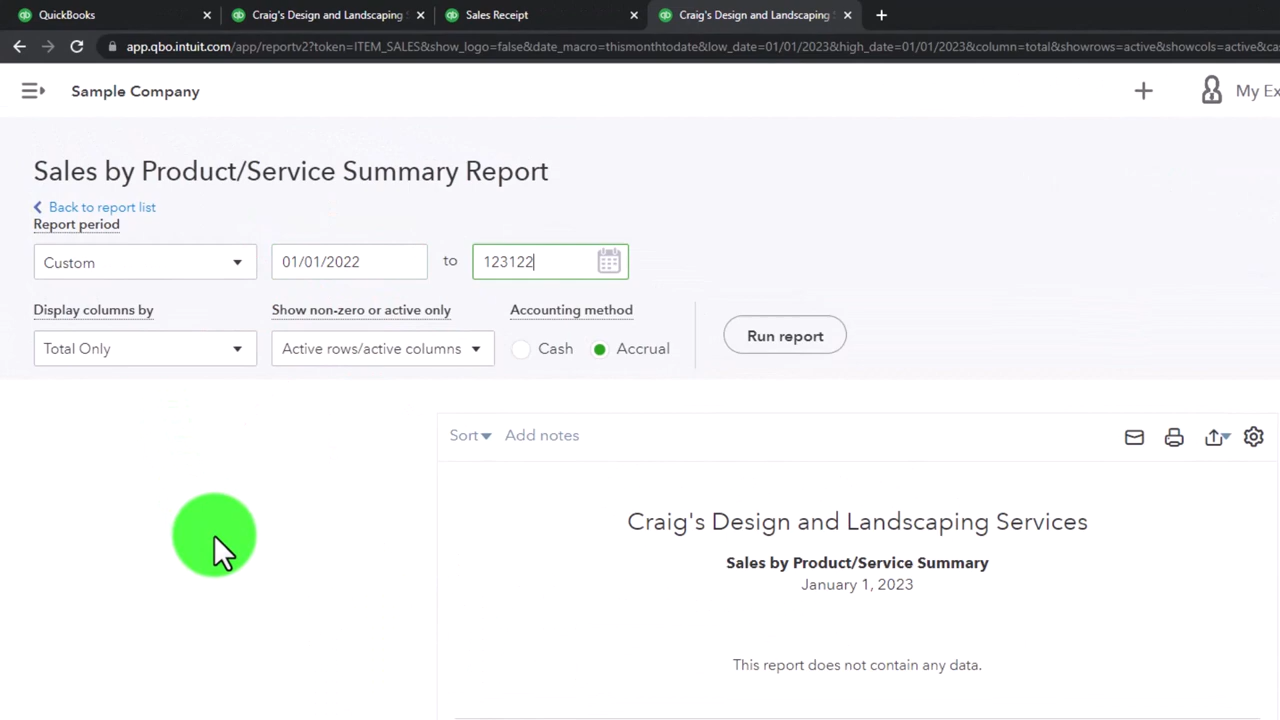 QuickBooks
Craig's Design and Landscaping
Sales Receipt
Craig's Design and Landscaping
app.qbo.intuit.com/app/reportv2?token=ITEM_SALES&show_logo=false&date_macro=thismonthtodate&low_date=01/01/2023&high_date=01/01/2023&column=total&showrows=active&showcols=active&ca
Sample Company
My Ex
Sales by Product/Service Summary Report
Back to report list
Report period
Custom 01/01/2022 to 123122
Display columns by Show non-zero or active only Accounting method
Total Only Active rows/active columns Cash Accrual Run report
Sort Add notes
Craig's Design and Landscaping Services
Sales by Product/Service Summary
January 1, 2023
This report does not contain any data.